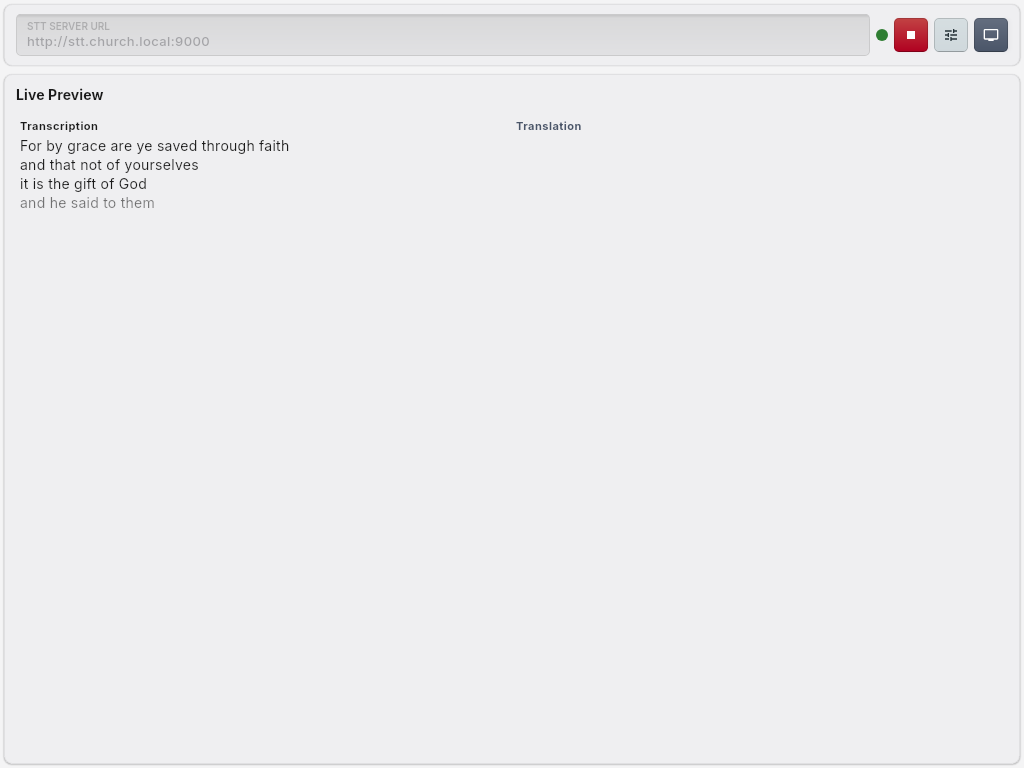 STT SERVER URL
http://stt.church.local:9000
Live Preview
Transcription
For by grace are ye saved through faith
and that not of yourselves
it is the gift of God
and he said to them
Translation